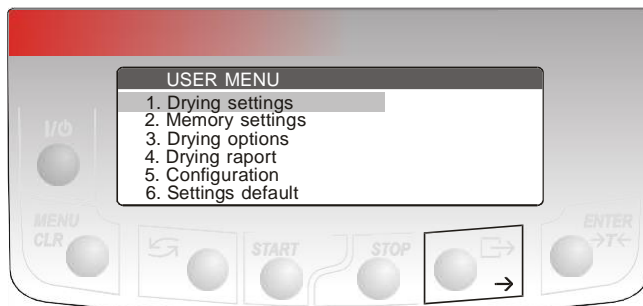 USER MENU
1. Drying settings
2. Memory settings
3. Drying options
4. Drying raport
5. Configuration
6. Settings default
I/⏻
MENU
CLR
START
STOP
→
ENTER
→T←